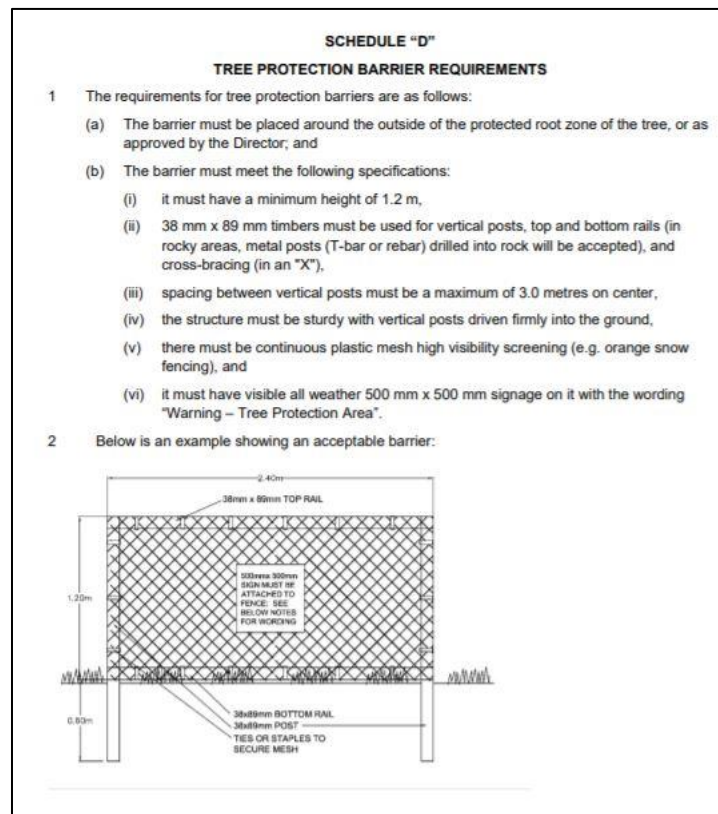 SCHEDULE “D”
TREE PROTECTION BARRIER REQUIREMENTS
1 The requirements for tree protection barriers are as follows:
(a) The barrier must be placed around the outside of the protected root zone of the tree, or as
approved by the Director; and
(b) The barrier must meet the following specifications:
(i) it must have a minimum height of 1.2 m,
(ii) 38 mm x 89 mm timbers must be used for vertical posts, top and bottom rails (in
rocky areas, metal posts (T-bar or rebar) drilled into rock will be accepted), and
cross-bracing (in an "X"),
(iii) spacing between vertical posts must be a maximum of 3.0 metres on center,
(iv) the structure must be sturdy with vertical posts driven firmly into the ground,
(v) there must be continuous plastic mesh high visibility screening (e.g. orange snow
fencing), and
(vi) it must have visible all weather 500 mm x 500 mm signage on it with the wording
“Warning – Tree Protection Area”.
2 Below is an example showing an acceptable barrier:
2.40m
38mm x 89mm TOP RAIL
500mmx 500mm
SIGN MUST BE
ATTACHED TO
FENCE: SEE
BELOW NOTES
FOR WORDING
1.20m
38x89mm BOTTOM RAIL
38x89mm POST
TIES OR STAPLES TO
SECURE MESH